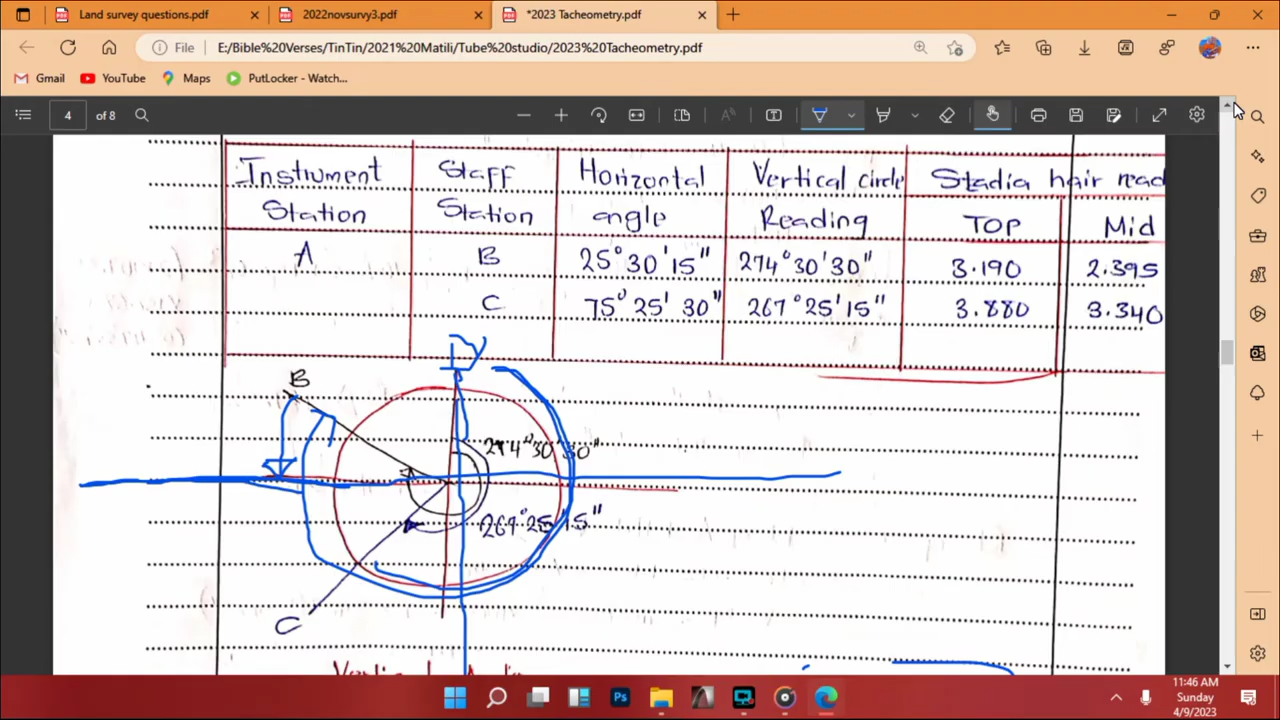 Land survey questions.pdf
2022novsurvy3.pdf
*2023 Tacheometry.pdf
File
E:/Bible%20Verses/TinTin/2021%20Matili/Tube%20studio/2023%20Tacheometry.pdf
Gmail
YouTube
Maps
PutLocker - Watch...
4 of 8
Instrument Staff Horizontal Vertical circle Stadia hair read
Station Station angle Reading TOP Mid
A B 25°30'15" 274°30'30" 3.190 2.395
C 75°25'30" 267°25'15" 3.880 3.340
B
274°30'30"
267°25'15"
C
11:46 AM
Sunday
4/9/2023